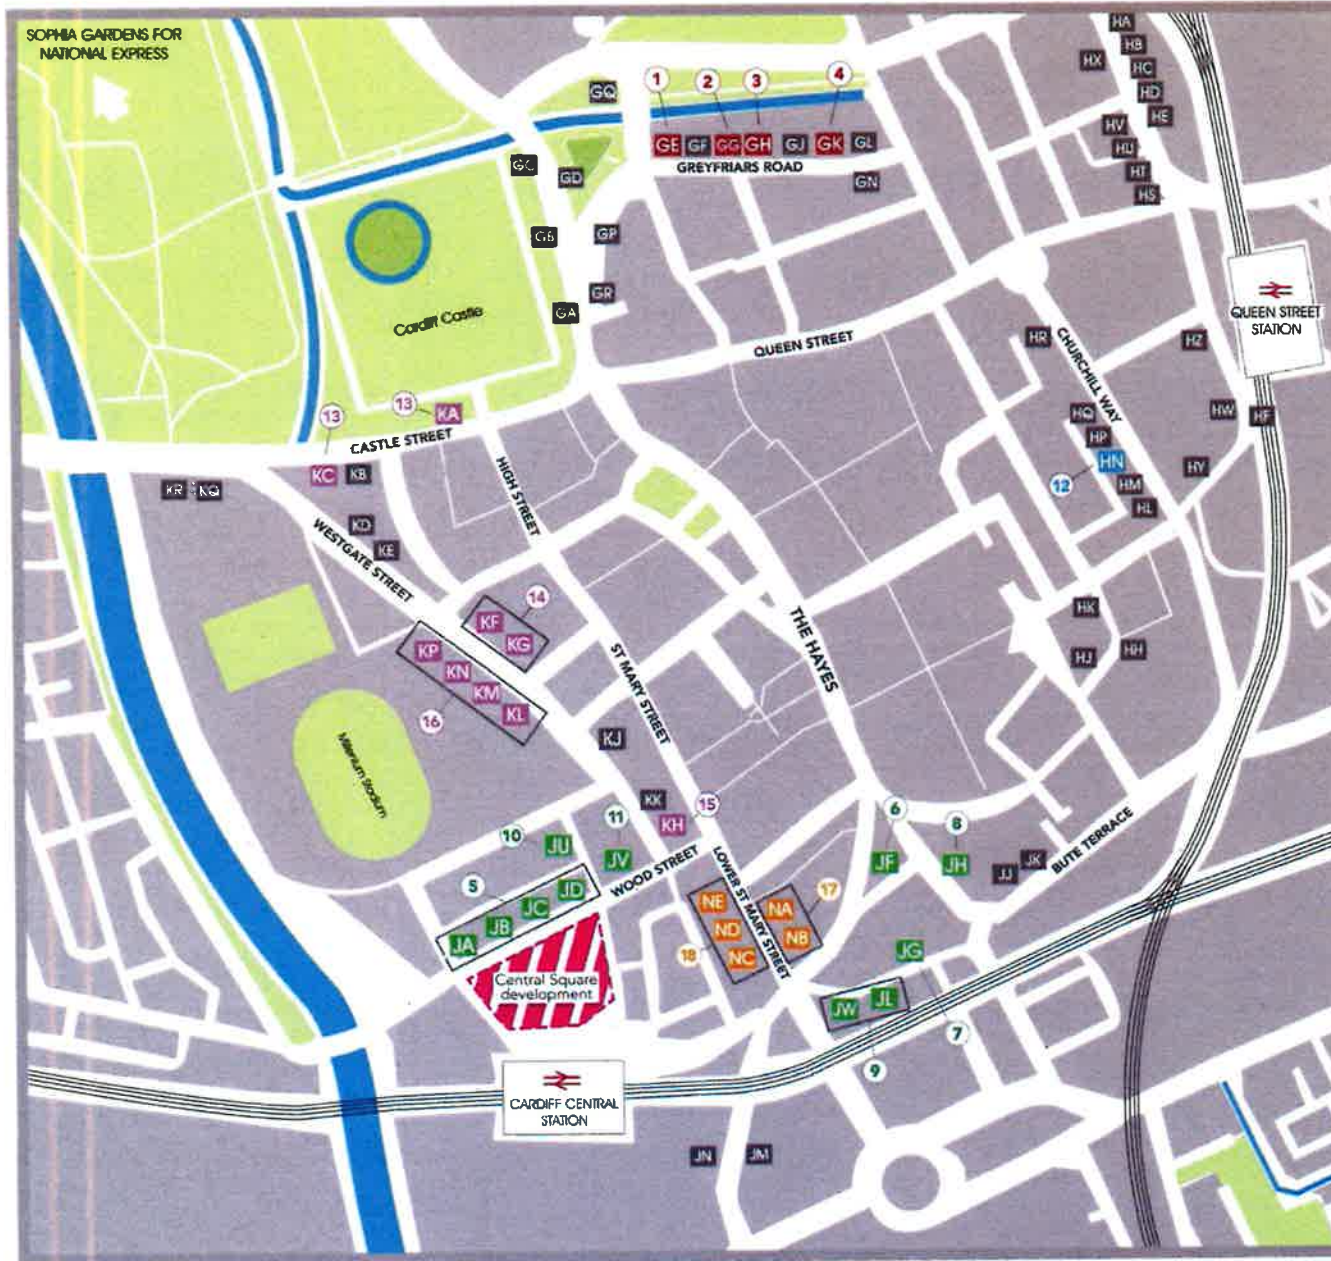 SOPHIA GARDENS FOR
NATIONAL EXPRESS
HA
HB
HX
HC
HD
HE
HV
HU
HT
HS
GQ
1
2
3
4
GE
GF
GG
GH
GJ
GK
GL
GREYFRIARS ROAD
GN
GC
GD
GB
GP
GR
GA
Cardiff Castle
QUEEN STREET
QUEEN STREET
STATION
HR
CHURCHILL WAY
HZ
HW
HF
HQ
HP
HN
12
HM
HL
HY
13
13
KA
CASTLE STREET
KC
KB
KR
KQ
HIGH STREET
KD
KE
WESTGATE STREET
14
KF
KG
KP
KN
KM
KL
16
HK
HJ
HH
THE HAYES
ST MARY STREET
Millenium Stadium
KJ
KK
KH
15
10
11
JU
JV
5
JD
JC
JB
JA
WOOD STREET
LOWER ST MARY STREET
6
8
JF
JH
JJ
JK
BUTE TERRACE
NE
ND
NC
18
NA
NB
17
JG
JW
JL
7
9
Central Square
development
CARDIFF CENTRAL
STATION
JN
JM